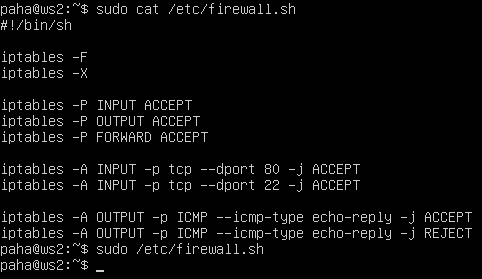 paha@ws2:~$ sudo cat /etc/firewall.sh
#!/bin/sh
iptables -F
iptables -X
iptables -P INPUT ACCEPT
iptables -P OUTPUT ACCEPT
iptables -P FORWARD ACCEPT
iptables -A INPUT -p tcp --dport 80 -j ACCEPT
iptables -A INPUT -p tcp --dport 22 -j ACCEPT
iptables -A OUTPUT -p ICMP --icmp-type echo-reply -j ACCEPT
iptables -A OUTPUT -p ICMP --icmp-type echo-reply -j REJECT
paha@ws2:~$ sudo /etc/firewall.sh
paha@ws2:~$ _